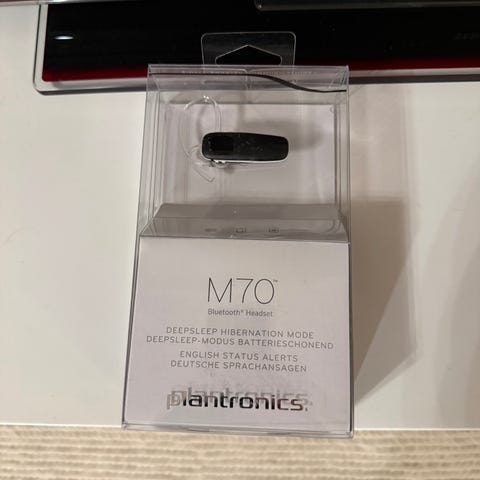 M70™
Bluetooth® Headset
DEEPSLEEP HIBERNATION MODE
DEEPSLEEP-MODUS BATTERIESCHONEND
ENGLISH STATUS ALERTS
DEUTSCHE SPRACHANSAGEN
plantronics.